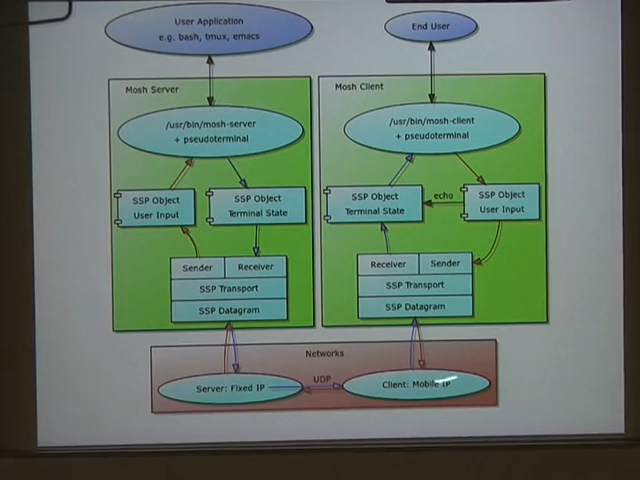 User Application
e.g. bash, tmux, emacs
End User
Mosh Server
/usr/bin/mosh-server
+ pseudoterminal
SSP Object
User Input
SSP Object
Terminal State
Sender
Receiver
SSP Transport
SSP Datagram
Mosh Client
/usr/bin/mosh-client
+ pseudoterminal
SSP Object
Terminal State
echo
SSP Object
User Input
Receiver
Sender
SSP Transport
SSP Datagram
Networks
Server: Fixed IP
UDP
Client: Mobile IP